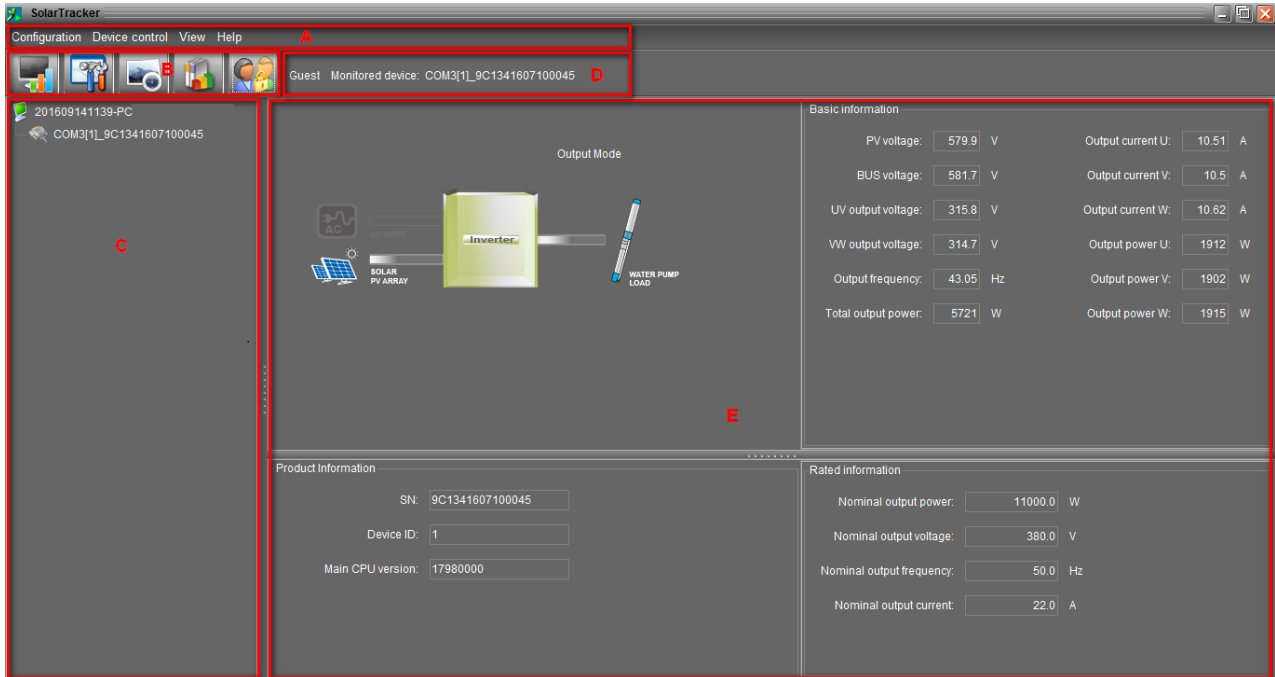 SolarTracker
Configuration Device control View Help A
B
Guest Monitored device: COM3[1]_9C1341607100045 D
201609141139-PC
COM3[1]_9C1341607100045
C
Output Mode
AC
AC INPUT
Inverter
SOLAR
PV ARRAY
WATER PUMP
LOAD
E
Basic information
PV voltage: 579.9 V Output current U: 10.51 A
BUS voltage: 581.7 V Output current V: 10.5 A
UV output voltage: 315.8 V Output current W: 10.62 A
VW output voltage: 314.7 V Output power U: 1912 W
Output frequency: 43.05 Hz Output power V: 1902 W
Total output power: 5721 W Output power W: 1915 W
Product Information
SN: 9C1341607100045
Device ID: 1
Main CPU version: 17980000
Rated information
Nominal output power: 11000.0 W
Nominal output voltage: 380.0 V
Nominal output frequency: 50.0 Hz
Nominal output current: 22.0 A